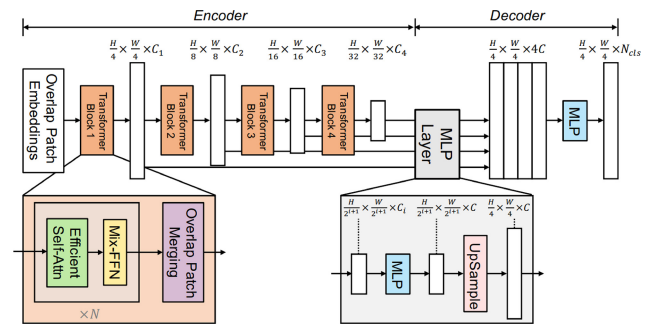 Encoder
Decoder
H/4 × W/4 × C₁
H/8 × W/8 × C₂
H/16 × W/16 × C₃
H/32 × W/32 × C₄
H/4 × W/4 × 4C
H/4 × W/4 × N_cls
Overlap Patch
Embeddings
Transformer
Block 1
Transformer
Block 2
Transformer
Block 3
Transformer
Block 4
MLP
Layer
MLP
Efficient
Self-Attn
Mix-FFN
Overlap Patch
Merging
×N
H/2^(i+1) × W/2^(i+1) × C_i
H/2^(i+1) × W/2^(i+1) × C
H/4 × W/4 × C
MLP
UpSample